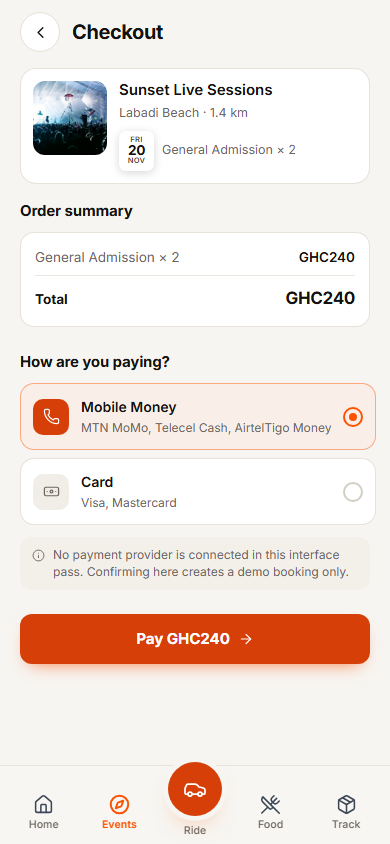 Checkout
Sunset Live Sessions
Labadi Beach · 1.4 km
FRI
20
NOV
General Admission × 2
Order summary
General Admission × 2 GHC240
Total GHC240
How are you paying?
Mobile Money
MTN MoMo, Telecel Cash, AirtelTigo Money
Card
Visa, Mastercard
No payment provider is connected in this interface
pass. Confirming here creates a demo booking only.
Pay GHC240 →
Home Events Ride Food Track